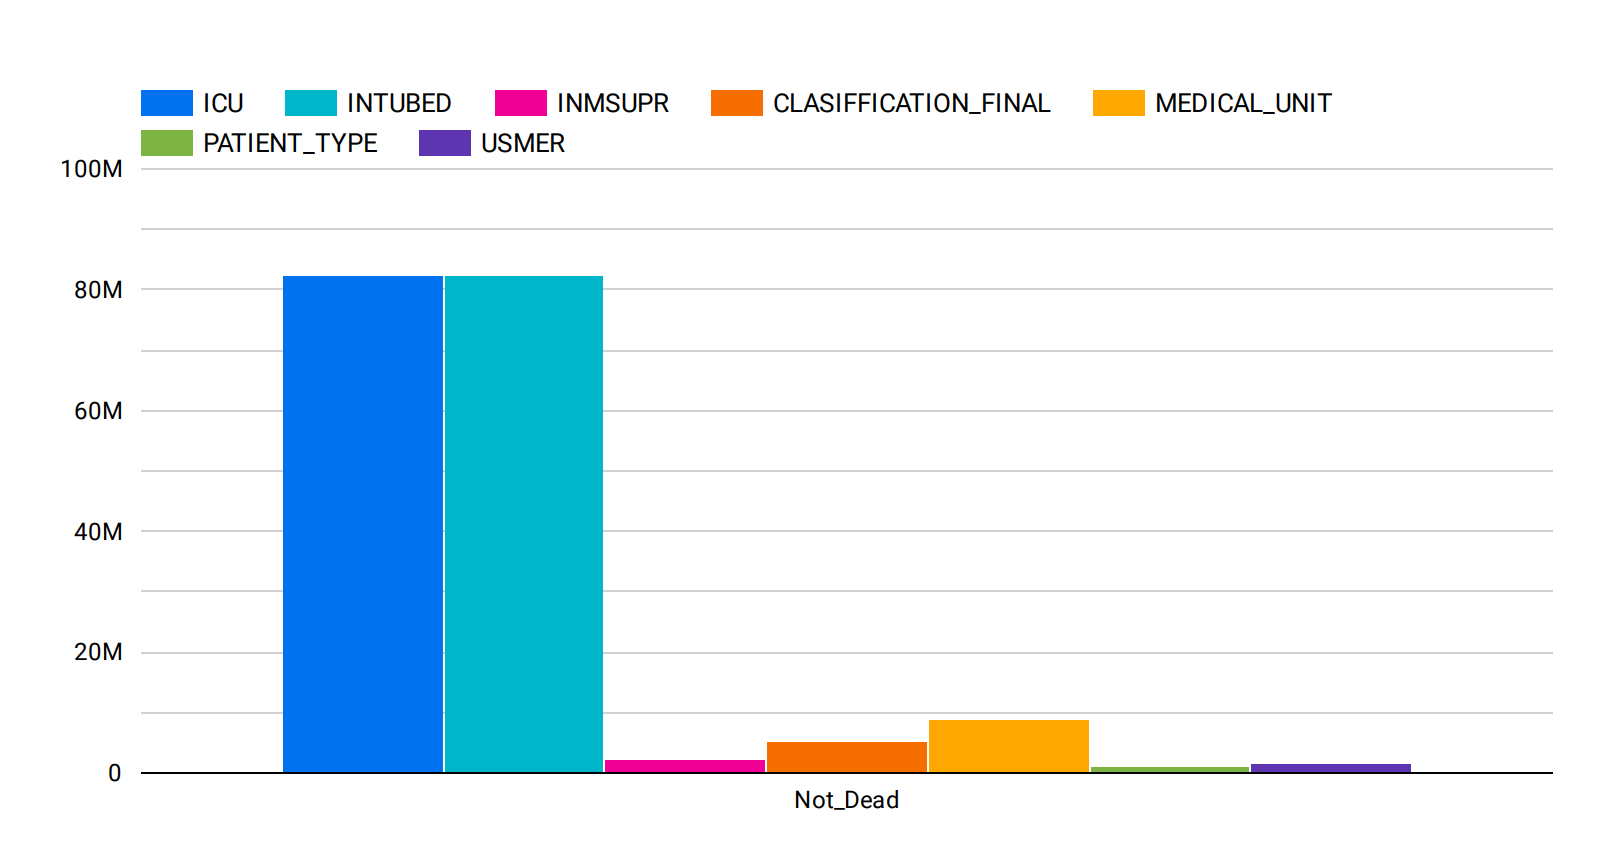 ICU INTUBED INMSUPR CLASIFFICATION_FINAL MEDICAL_UNIT
PATIENT_TYPE USMER
100M
80M
60M
40M
20M
0
Not_Dead